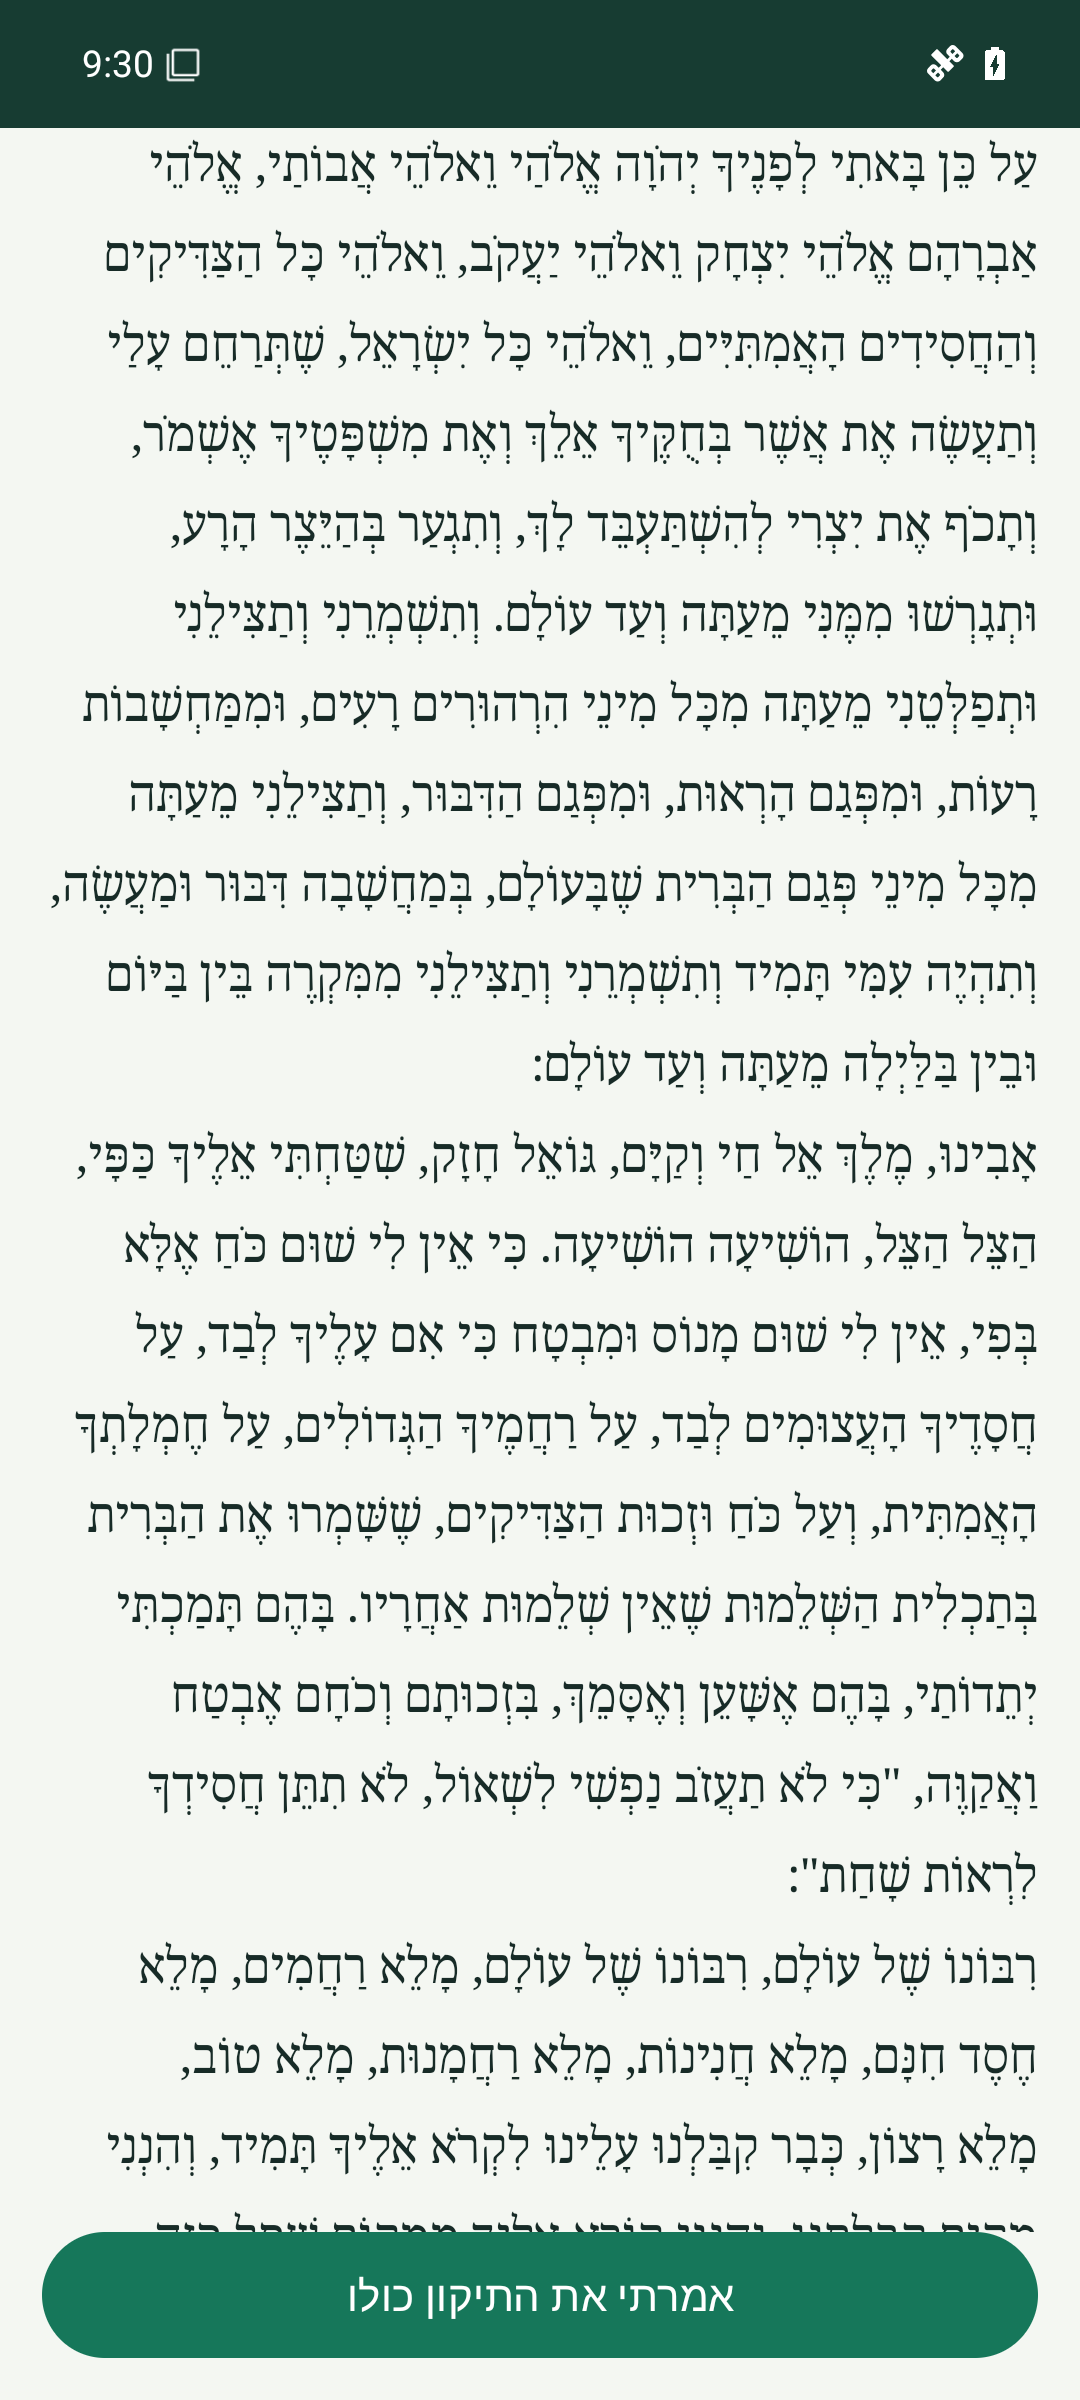 9:30
עַל כֵּן בָּאתִי לְפָנֶיךָ יְהֹוָה אֱלֹהַי וֵאלֹהֵי אֲבוֹתַי, אֱלֹהֵי
אַבְרָהָם אֱלֹהֵי יִצְחָק וֵאלֹהֵי יַעֲקֹב, וֵאלֹהֵי כָּל הַצַּדִּיקִים
וְהַחֲסִידִים הָאֲמִתִּיִּים, וֵאלֹהֵי כָּל יִשְׂרָאֵל, שֶׁתְּרַחֵם עָלַי
וְתַעֲשֶׂה אֶת אֲשֶׁר בְּחֻקֶּיךָ אֵלֵךְ וְאֶת מִשְׁפָּטֶיךָ אֶשְׁמֹר,
וְתָכֹף אֶת יִצְרִי לְהִשְׁתַּעְבֵּד לָךְ, וְתִגְעַר בְּהַיֵּצֶר הָרָע,
וּתְגָרְשׁוּ מִמֶּנִּי מֵעַתָּה וְעַד עוֹלָם. וְתִשְׁמְרֵנִי וְתַצִּילֵנִי
וּתְפַלְּטֵנִי מֵעַתָּה מִכָּל מִינֵי הִרְהוּרִים רָעִים, וּמִמַּחְשָׁבוֹת
רָעוֹת, וּמִפְּגַם הָרְאוּת, וּמִפְּגַם הַדִּבּוּר, וְתַצִּילֵנִי מֵעַתָּה
מִכָּל מִינֵי פְּגַם הַבְּרִית שֶׁבָּעוֹלָם, בְּמַחֲשָׁבָה דִּבּוּר וּמַעֲשֶׂה,
וְתִהְיֶה עִמִּי תָּמִיד וְתִשְׁמְרֵנִי וְתַצִּילֵנִי מִמִּקְרֶה בֵּין בַּיּוֹם
וּבֵין בַּלַּיְלָה מֵעַתָּה וְעַד עוֹלָם:
אָבִינוּ, מֶלֶךְ אֵל חַי וְקַיָּם, גּוֹאֵל חָזָק, שִׁטַּחְתִּי אֵלֶיךָ כַּפָּי,
הַצֵּל הַצֵּל, הוֹשִׁיעָה הוֹשִׁיעָה. כִּי אֵין לִי שׁוּם כֹּחַ אֶלָּא
בְּפִי, אֵין לִי שׁוּם מָנוֹס וּמִבְטָח כִּי אִם עָלֶיךָ לְבַד, עַל
חֲסָדֶיךָ הָעֲצוּמִים לְבַד, עַל רַחֲמֶיךָ הַגְּדוֹלִים, עַל חֶמְלָתְךָ
הָאֲמִתִּית, וְעַל כֹּחַ וּזְכוּת הַצַּדִּיקִים, שֶׁשָּׁמְרוּ אֶת הַבְּרִית
בְּתַכְלִית הַשְּׁלֵמוּת שֶׁאֵין שְׁלֵמוּת אַחֲרָיו. בָּהֶם תָּמַכְתִּי
יְתֵדוֹתַי, בָּהֶם אֶשָּׁעֵן וְאֶסָּמֵךְ, בִּזְכוּתָם וְכֹחָם אֶבְטַח
וַאֲקַוֶּה, "כִּי לֹא תַעֲזֹב נַפְשִׁי לִשְׁאוֹל, לֹא תִתֵּן חֲסִידְךָ
לִרְאוֹת שָׁחַת":
רִבּוֹנוֹ שֶׁל עוֹלָם, רִבּוֹנוֹ שֶׁל עוֹלָם, מָלֵא רַחֲמִים, מָלֵא
חֶסֶד חִנָּם, מָלֵא חֲנִינוֹת, מָלֵא רַחֲמָנוּת, מָלֵא טוֹב,
מָלֵא רָצוֹן, כְּבָר קִבַּלְנוּ עָלֵינוּ לִקְרֹא אֵלֶיךָ תָּמִיד, וְהִנְנִי
אמרתי את התיקון כולו